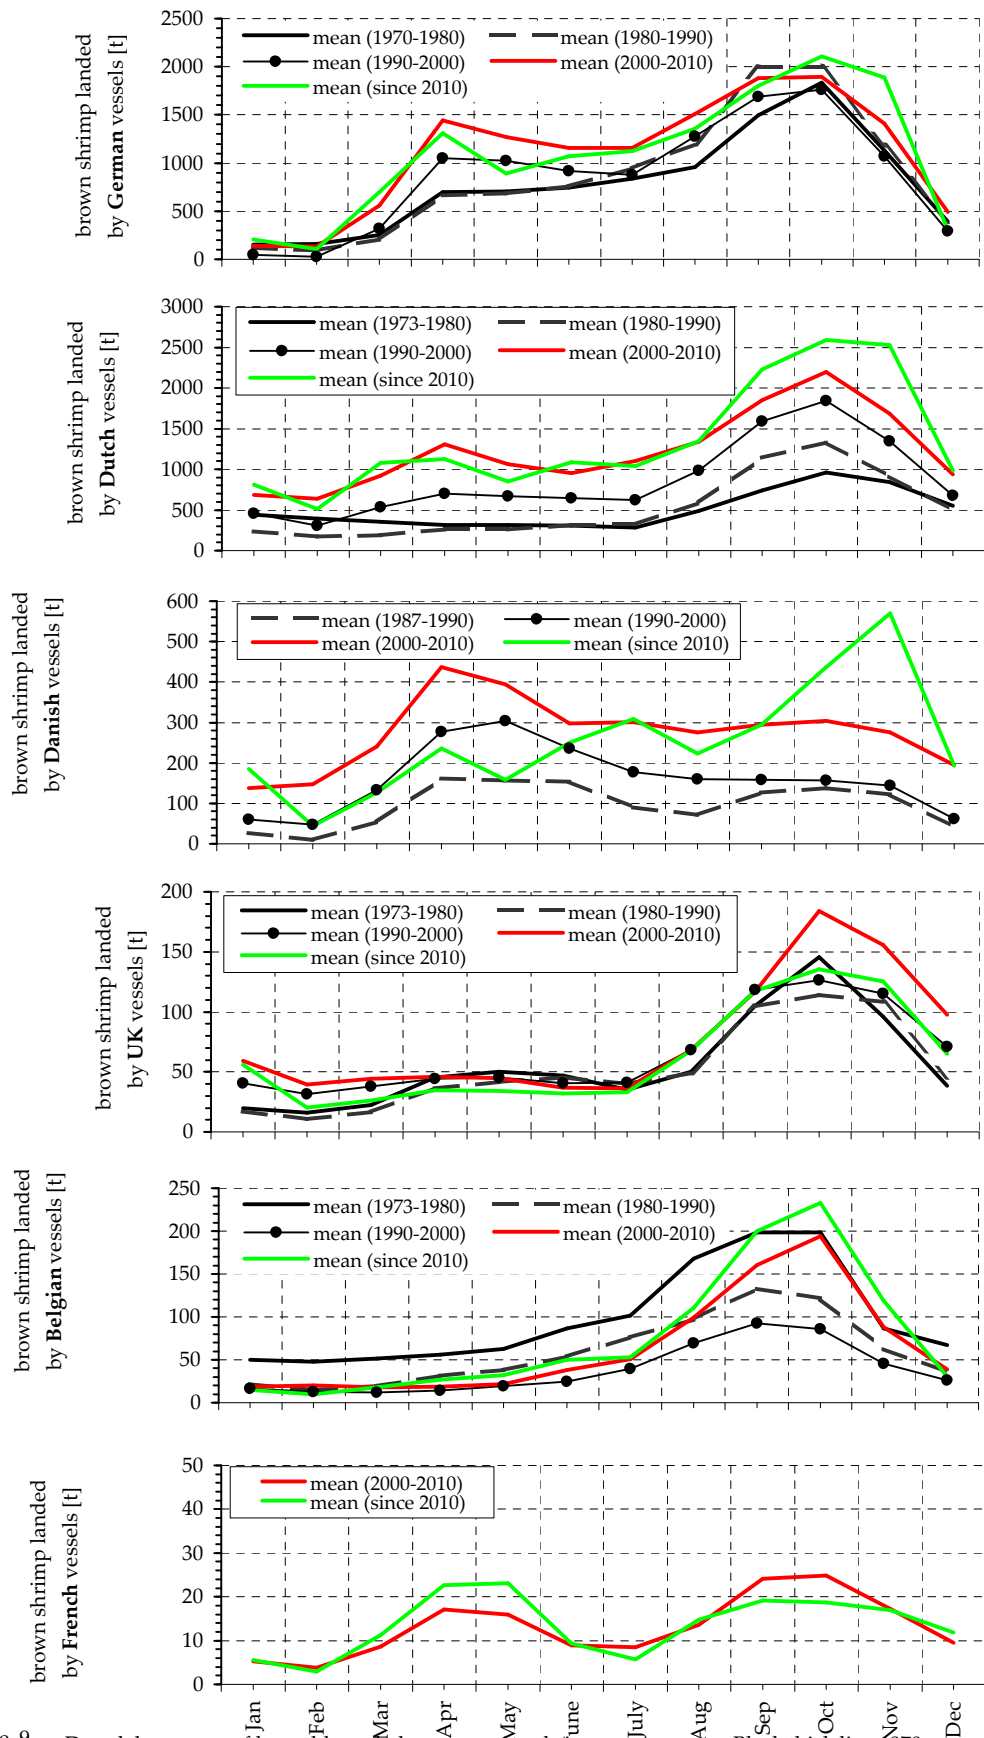 brown shrimp landed
by German vessels [t]
2500
2000
1500
1000
500
0
mean (1970-1980)
mean (1980-1990)
mean (1990-2000)
mean (2000-2010)
mean (since 2010)
brown shrimp landed
by Dutch vessels [t]
3000
2500
2000
1500
1000
500
0
mean (1973-1980)
mean (1980-1990)
mean (1990-2000)
mean (2000-2010)
mean (since 2010)
brown shrimp landed
by Danish vessels [t]
600
500
400
300
200
100
0
mean (1987-1990)
mean (1990-2000)
mean (2000-2010)
mean (since 2010)
brown shrimp landed
by UK vessels [t]
200
150
100
50
0
mean (1973-1980)
mean (1980-1990)
mean (1990-2000)
mean (2000-2010)
mean (since 2010)
brown shrimp landed
by Belgian vessels [t]
250
200
150
100
50
0
mean (1973-1980)
mean (1980-1990)
mean (1990-2000)
mean (2000-2010)
mean (since 2010)
brown shrimp landed
by French vessels [t]
50
40
30
20
10
0
mean (2000-2010)
mean (since 2010)
Jan
Feb
Mar
Apr
May
June
July
Aug
Sep
Oct
Nov
Dec